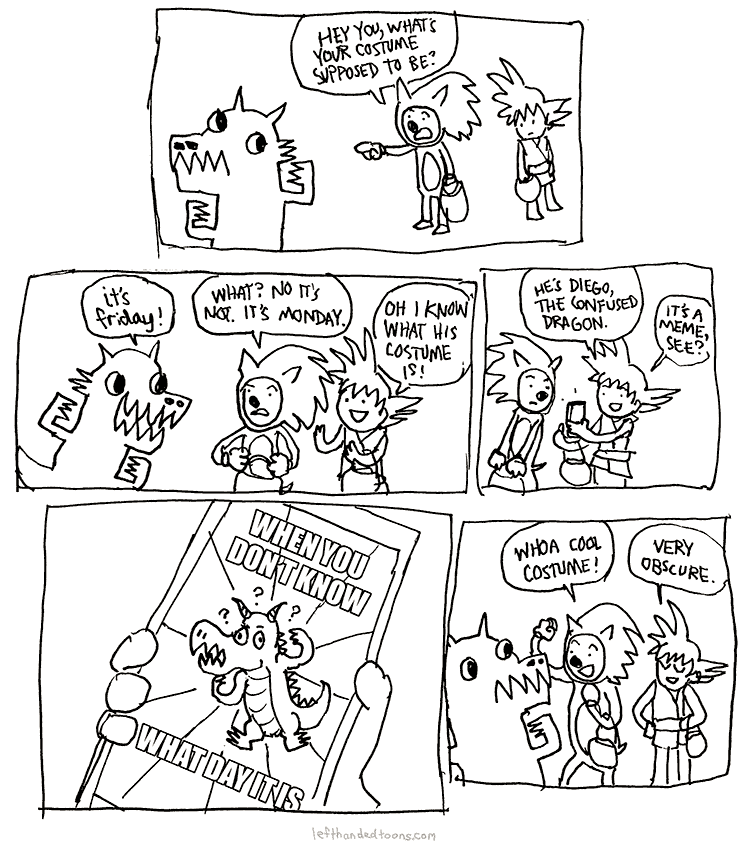 HEY YOU, WHAT'S
YOUR COSTUME
SUPPOSED TO BE?
it's
friday!
WHAT? NO IT'S
NOT. IT'S MONDAY.
OH I KNOW
WHAT HIS
COSTUME
IS!
HE'S DIEGO,
THE CONFUSED
DRAGON.
IT'S A
MEME,
SEE?
WHEN YOU
DON'T KNOW
? ? ?
WHAT DAY IT IS
WHOA COOL
COSTUME!
VERY
OBSCURE.
lefthandedtoons.com